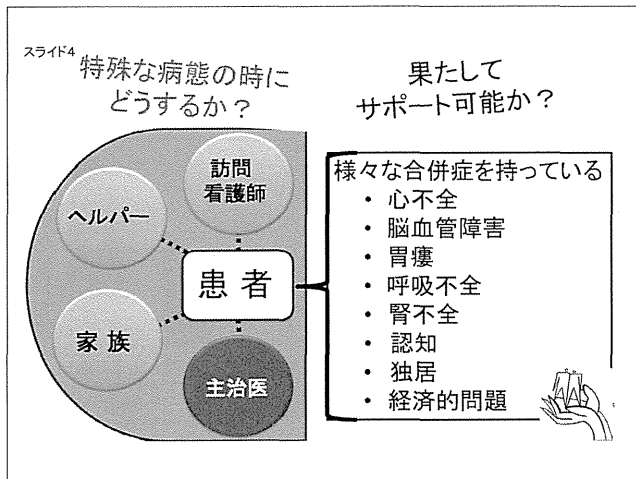 スライド4
特殊な病態の時に
どうするか？
果たして
サポート可能か？
訪問
看護師
ヘルパー
患者
家族
主治医
様々な合併症を持っている
・ 心不全
・ 脳血管障害
・ 胃瘻
・ 呼吸不全
・ 腎不全
・ 認知
・ 独居
・ 経済的問題